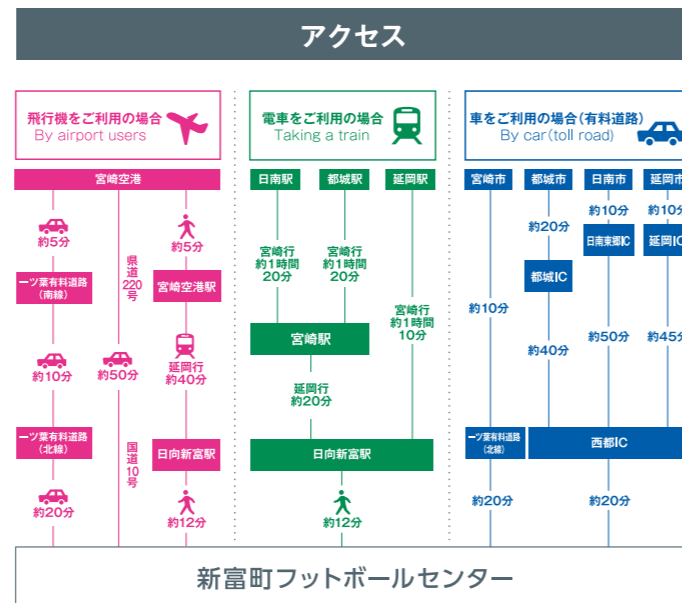 アクセス
飛行機をご利用の場合
By airport users
宮崎空港
約5分
一ツ葉有料道路
(南線)
約10分
一ツ葉有料道路
(北線)
約20分
県道
220
号
約50分
国道
10
号
約5分
宮崎空港駅
延岡行
約40分
日向新富駅
約12分
電車をご利用の場合
Taking a train
日南駅
都城駅
延岡駅
宮崎行
約1時間
20分
宮崎行
約1時間
20分
宮崎行
約1時間
10分
宮崎駅
延岡行
約20分
日向新富駅
約12分
車をご利用の場合(有料道路)
By car(toll road)
宮崎市
都城市
日南市
延岡市
約10分
一ツ葉有料道路
(北線)
約20分
約20分
都城IC
約40分
約10分
日南東郷IC
約50分
約10分
延岡IC
約45分
西都IC
約20分
新富町フットボールセンター